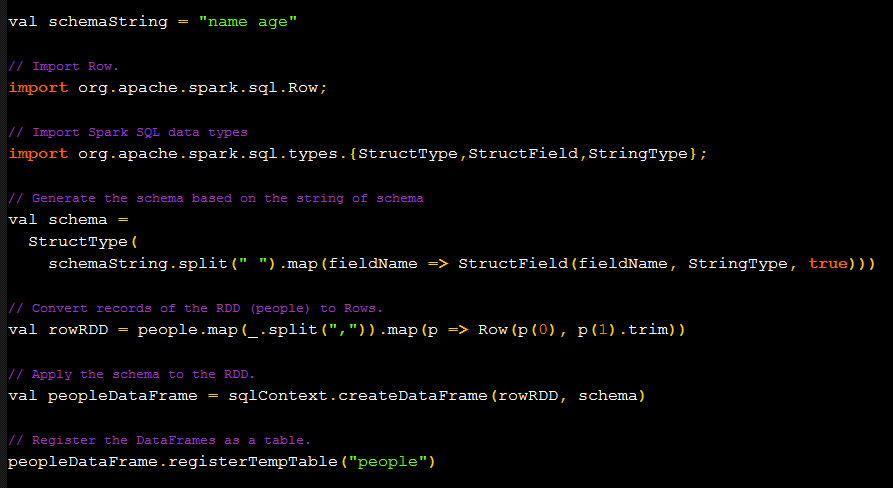 val schemaString = "name age"
// Import Row.
import org.apache.spark.sql.Row;
// Import Spark SQL data types
import org.apache.spark.sql.types.{StructType,StructField,StringType};
// Generate the schema based on the string of schema
val schema =
StructType(
schemaString.split(" ").map(fieldName => StructField(fieldName, StringType, true)))
// Convert records of the RDD (people) to Rows.
val rowRDD = people.map(_.split(",")).map(p => Row(p(0), p(1).trim))
// Apply the schema to the RDD.
val peopleDataFrame = sqlContext.createDataFrame(rowRDD, schema)
// Register the DataFrames as a table.
peopleDataFrame.registerTempTable("people")